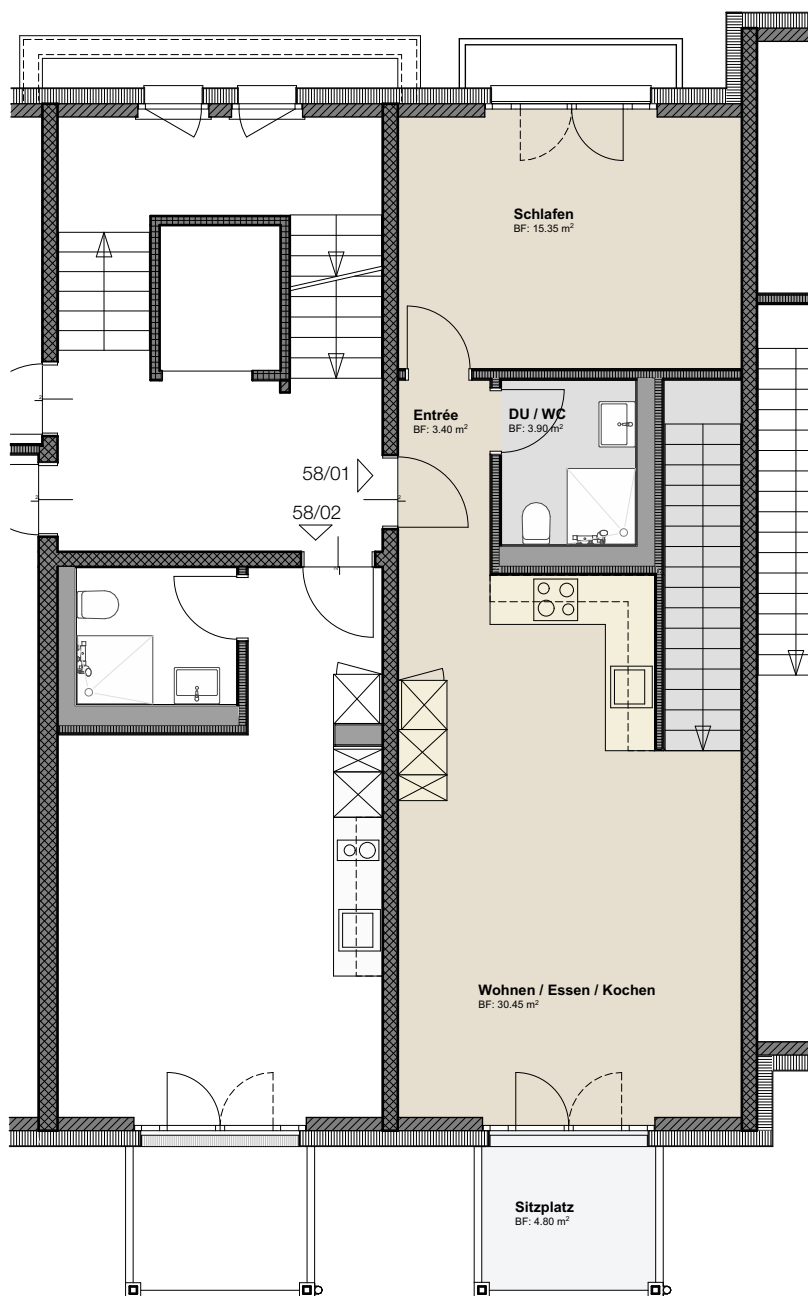 Schlafen
BF: 15.35 m²
Entrée
BF: 3.40 m²
DU / WC
BF: 3.90 m²
58/01
58/02
Wohnen / Essen / Kochen
BF: 30.45 m²
Sitzplatz
BF: 4.80 m²